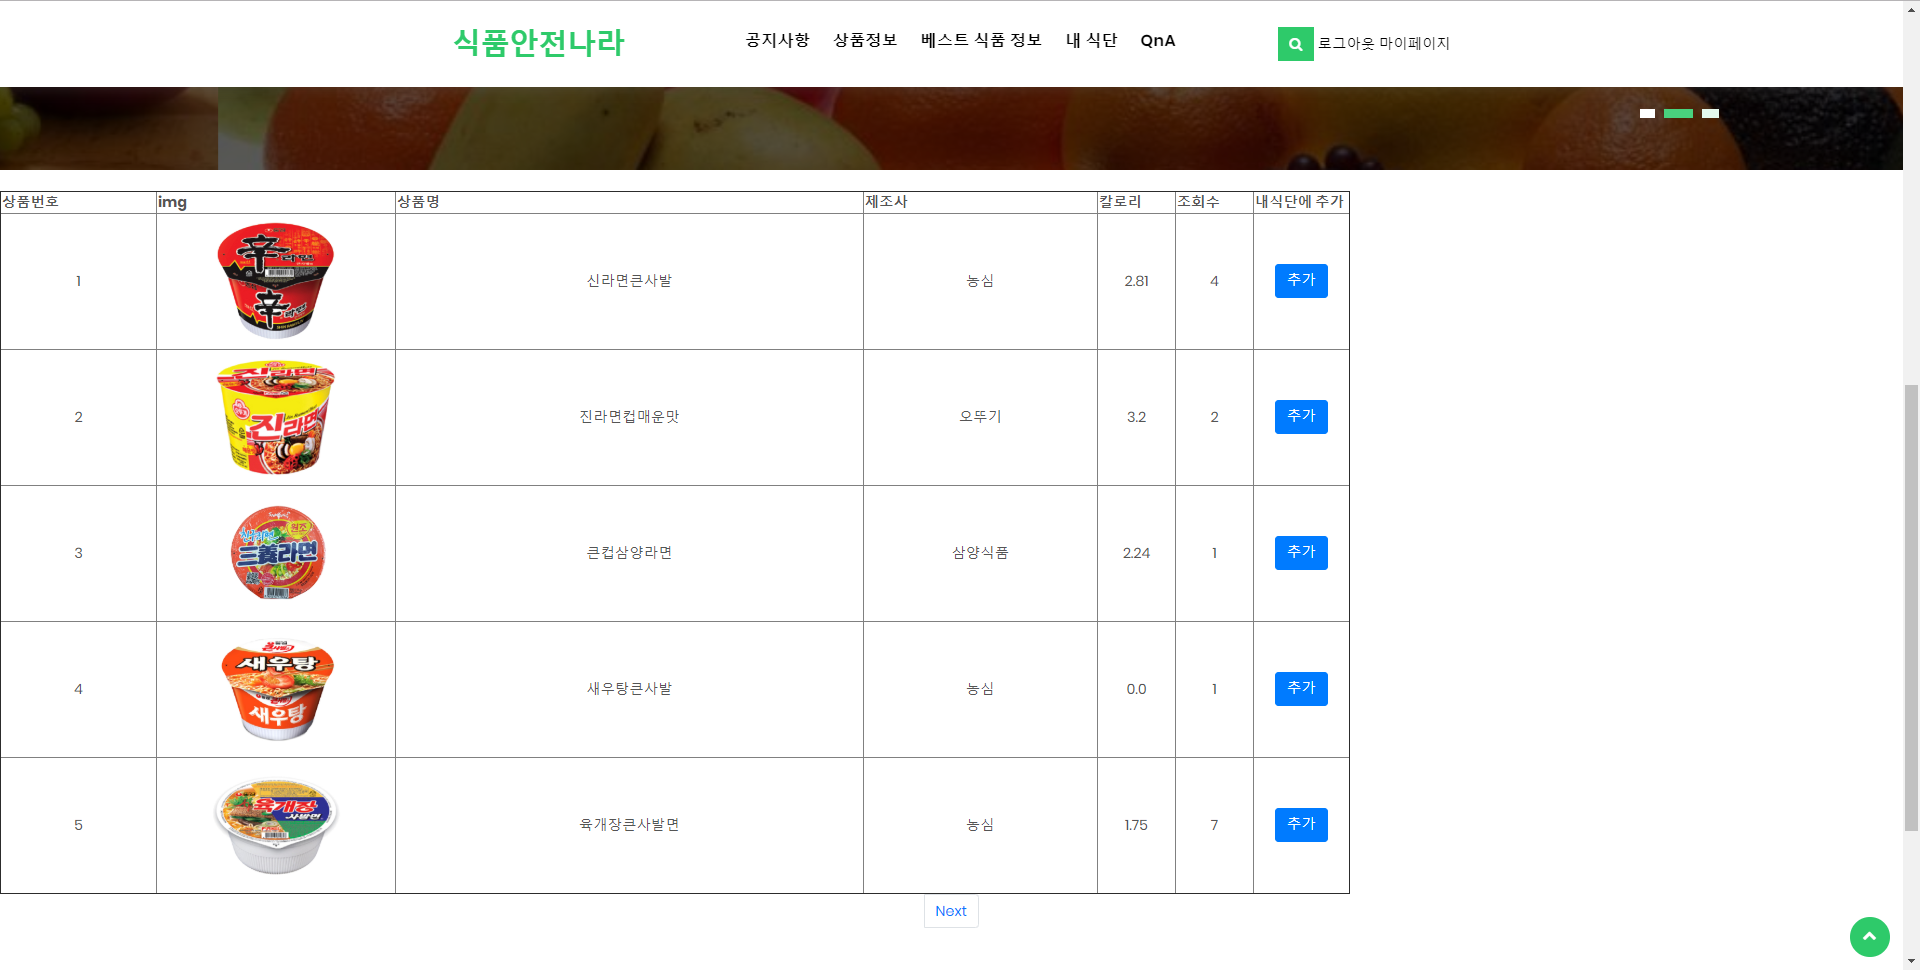 식품안전나라 공지사항 상품정보 베스트 식품 정보 내 식단 QnA 로그아웃 마이페이지
상품번호 img 상품명 제조사 칼로리 조회수 내식단에 추가
辛라면
辛라면
1 신라면큰사발 농심 2.81 4 추가
진라면
진라면
2 진라면컵매운맛 오뚜기 3.2 2 추가
원조
三養라면
3 큰컵삼양라면 삼양식품 2.24 1 추가
새우탕
새우탕
4 새우탕큰사발 농심 0.0 1 추가
육개장
사발면
5 육개장큰사발면 농심 1.75 7 추가
Next